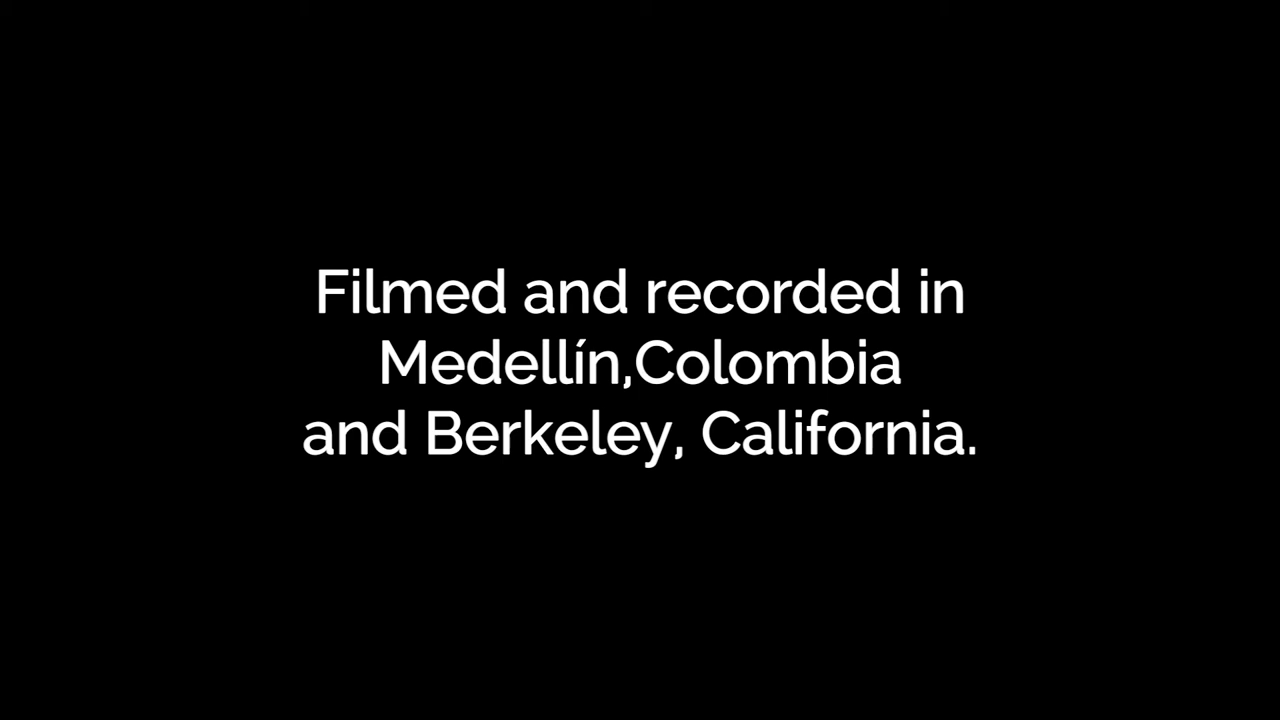 Filmed and recorded in
Medellín,Colombia
and Berkeley, California.